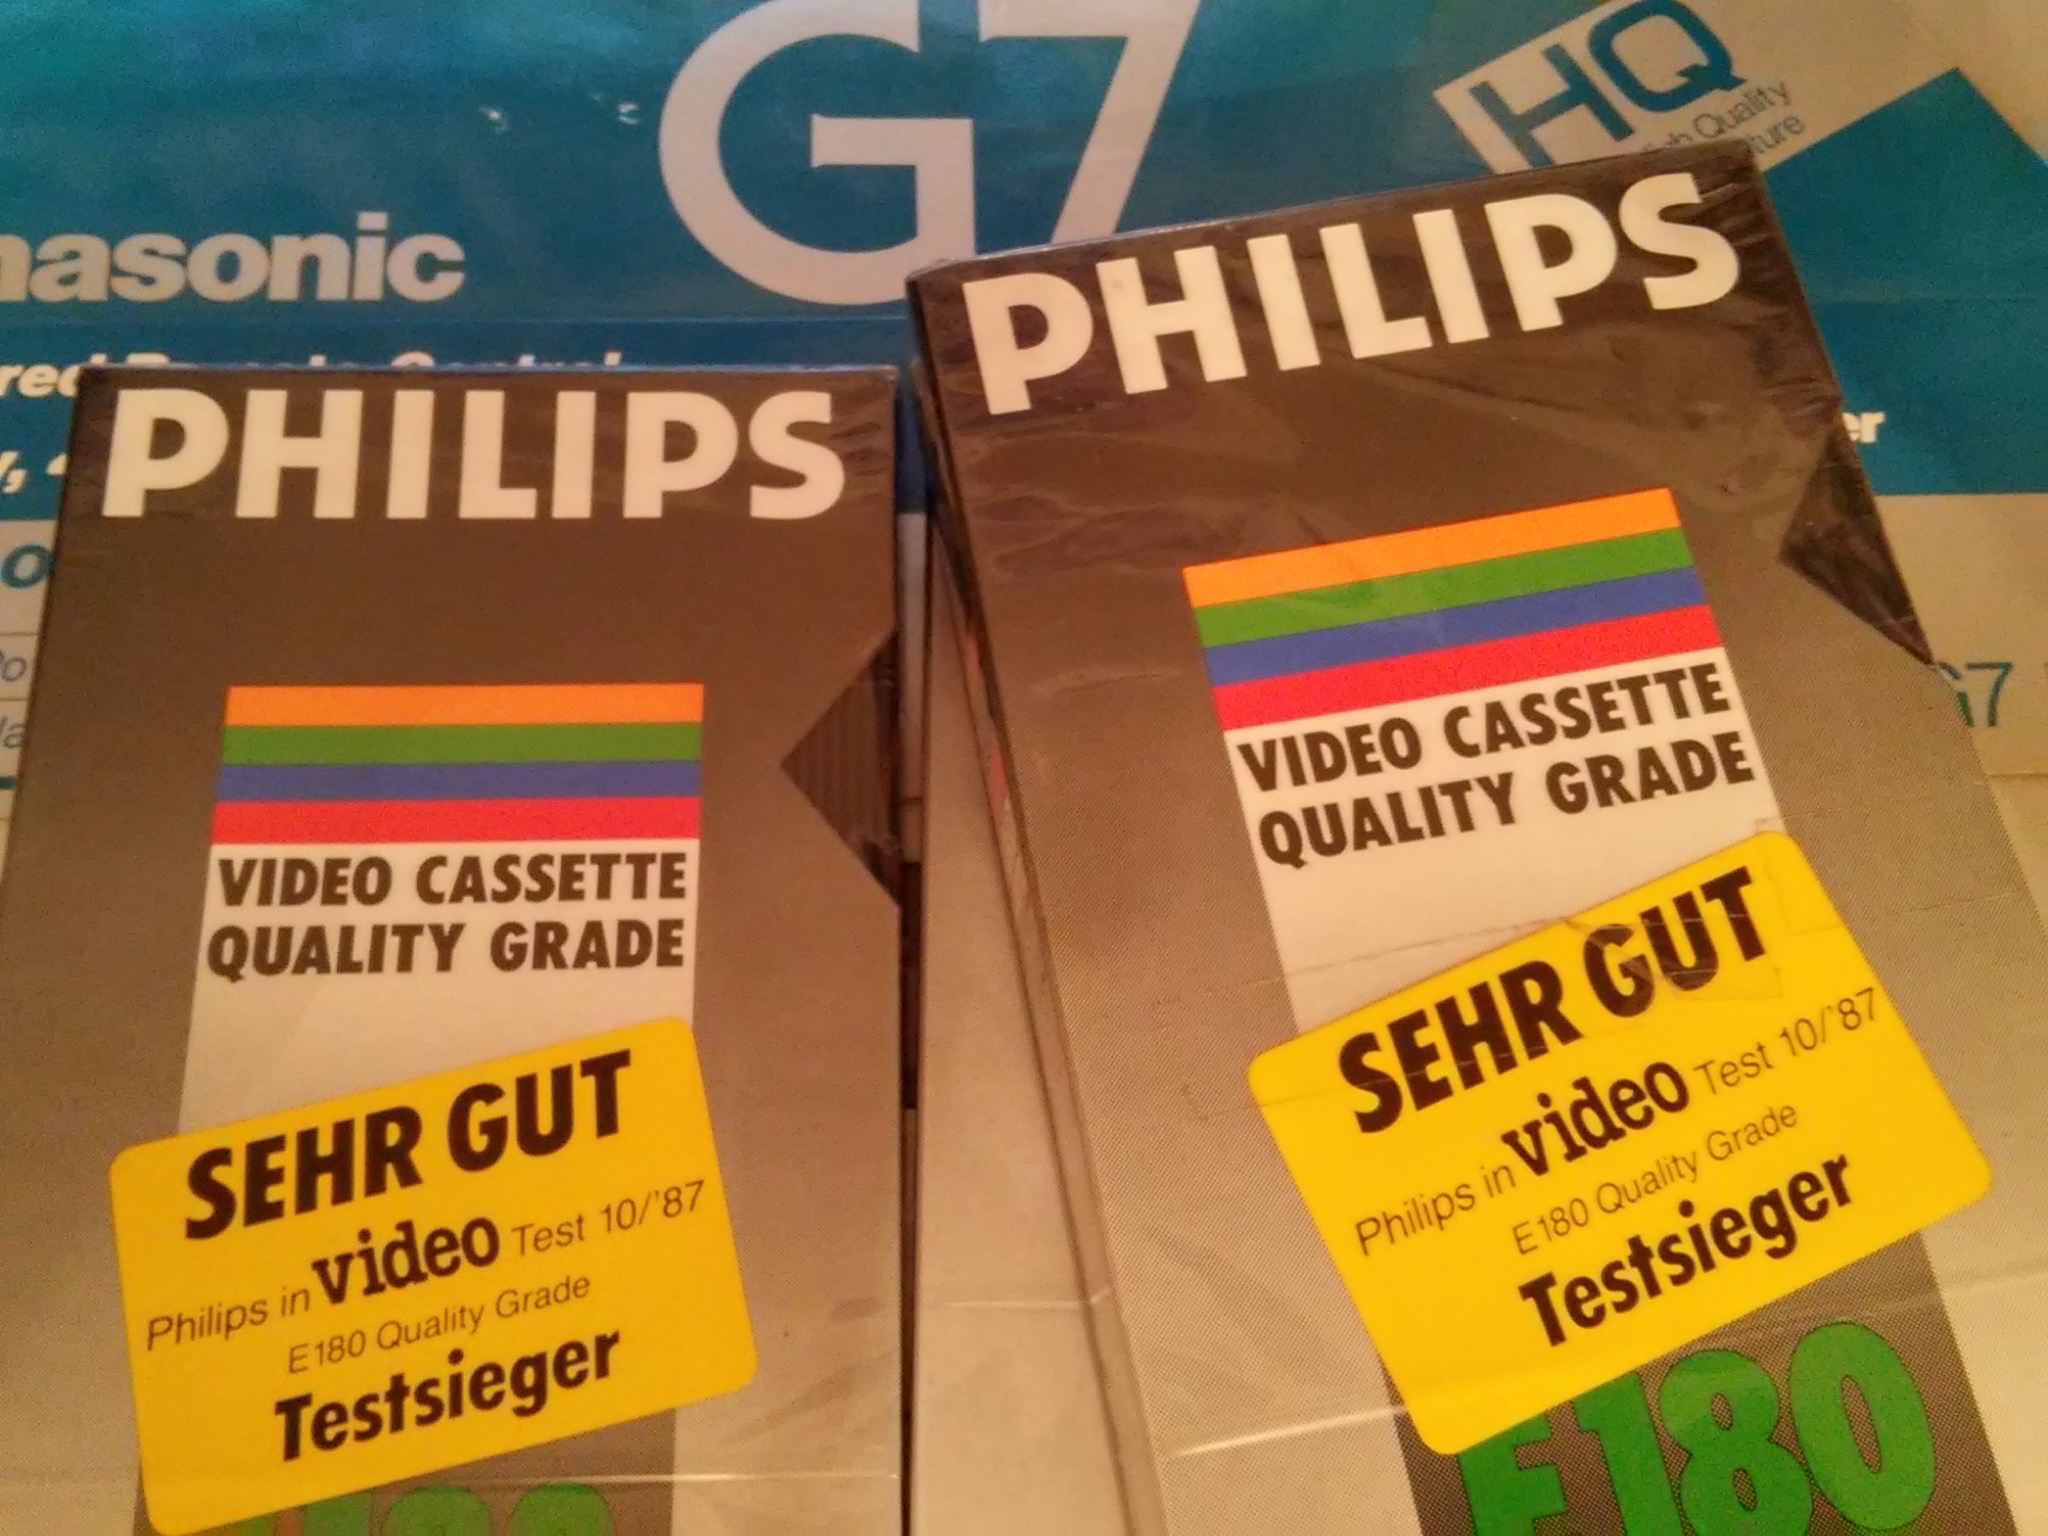 G7
HQ
Quality
nasonic
PHILIPS
VIDEO CASSETTE
QUALITY GRADE
SEHR GUT
Philips in video Test 10/'87
E180 Quality Grade
Testsieger
PHILIPS
VIDEO CASSETTE
QUALITY GRADE
SEHR GUT
Philips in video Test 10/'87
E180 Quality Grade
Testsieger
E180
G7